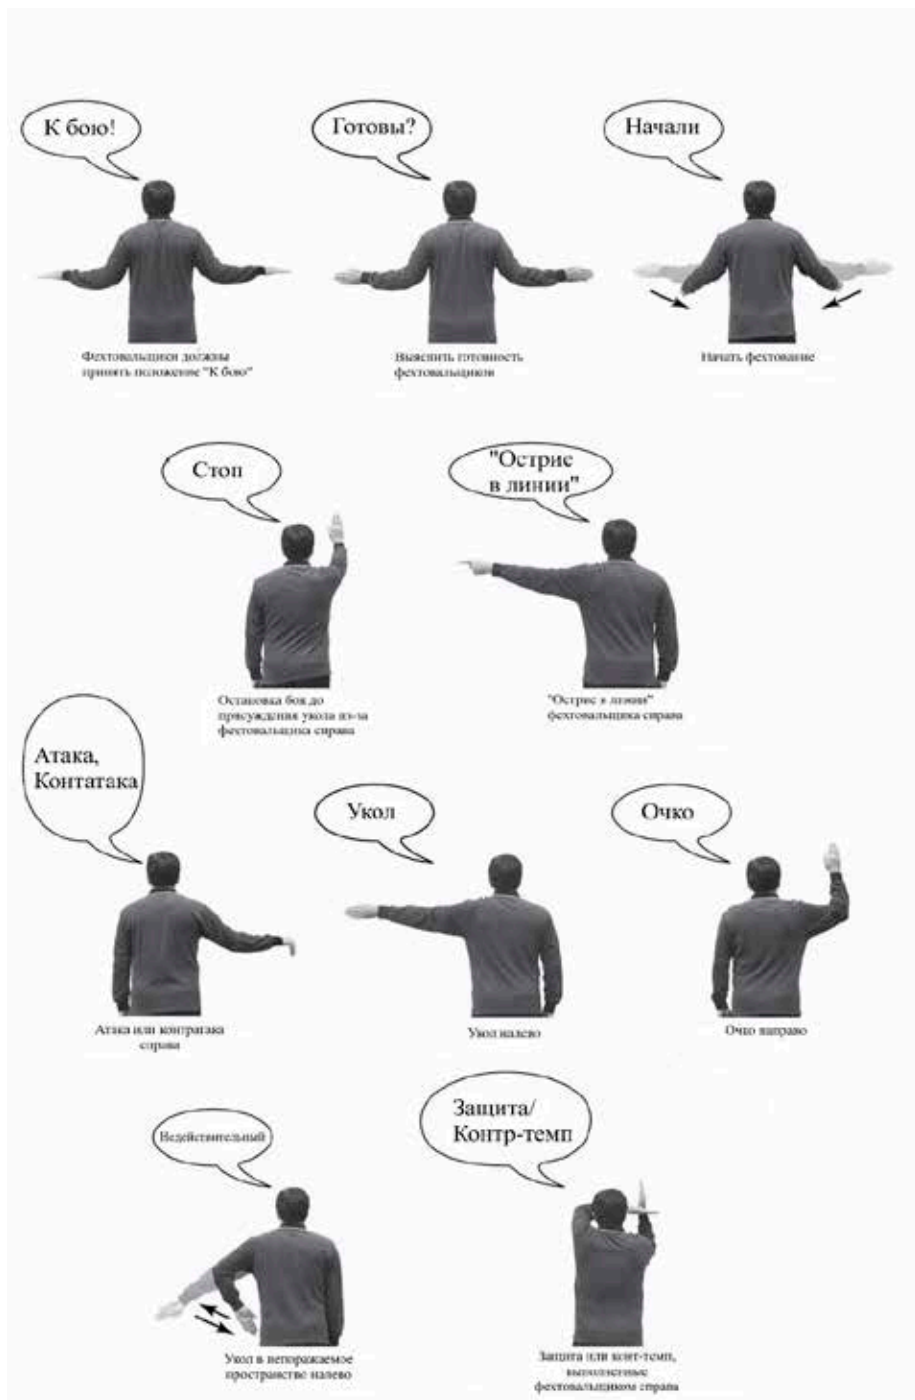 К бою!
Готовы?
Начали
Фехтовальщики должны
принять положение "К бою"
Выяснить готовность
фехтовальщиков
Начать фехтование
Стоп
"Острие
в линии"
Остановка боя до
присуждения укола из-за
фехтовальщика справа
"Острие в линии"
фехтовальщика справа
Атака,
Контатака
Укол
Очко
Атака или контратака
справа
Укол налево
Очко направо
Недействительный
Защита/
Контр-темп
Укол в непоражаемое
пространство налево
Защита или конт-темп,
выполненные
фехтовальщиком справа